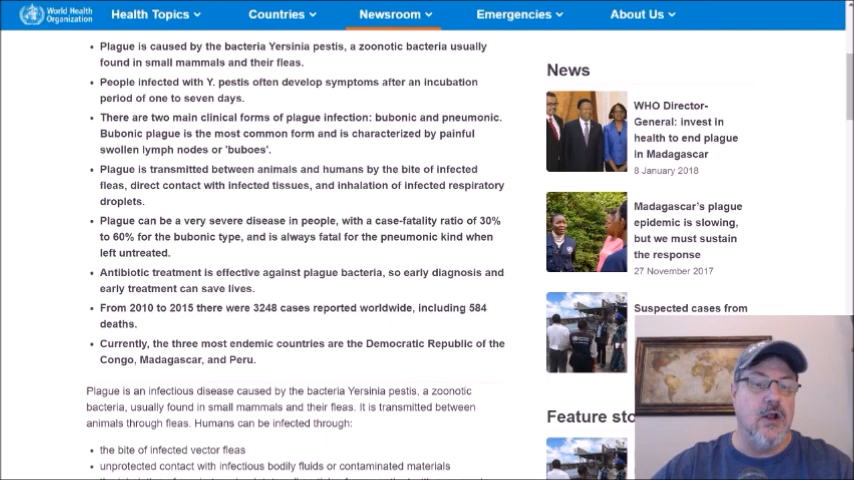 World Health
Organization
Health Topics
Countries
Newsroom
Emergencies
About Us
Plague is caused by the bacteria Yersinia pestis, a zoonotic bacteria usually
found in small mammals and their fleas.
People infected with Y. pestis often develop symptoms after an incubation
period of one to seven days.
There are two main clinical forms of plague infection: bubonic and pneumonic.
Bubonic plague is the most common form and is characterized by painful
swollen lymph nodes or 'buboes'.
Plague is transmitted between animals and humans by the bite of infected
fleas, direct contact with infected tissues, and inhalation of infected respiratory
droplets.
Plague can be a very severe disease in people, with a case-fatality ratio of 30%
to 60% for the bubonic type, and is always fatal for the pneumonic kind when
left untreated.
Antibiotic treatment is effective against plague bacteria, so early diagnosis and
early treatment can save lives.
From 2010 to 2015 there were 3248 cases reported worldwide, including 584
deaths.
Currently, the three most endemic countries are the Democratic Republic of the
Congo, Madagascar, and Peru.
Plague is an infectious disease caused by the bacteria Yersinia pestis, a zoonotic
bacteria, usually found in small mammals and their fleas. It is transmitted between
animals through fleas. Humans can be infected through:
the bite of infected vector fleas
unprotected contact with infectious bodily fluids or contaminated materials
News
WHO Director-
General: invest in
health to end plague
in Madagascar
8 January 2018
Madagascar's plague
epidemic is slowing,
but we must sustain
the response
27 November 2017
Suspected cases from
Feature sto